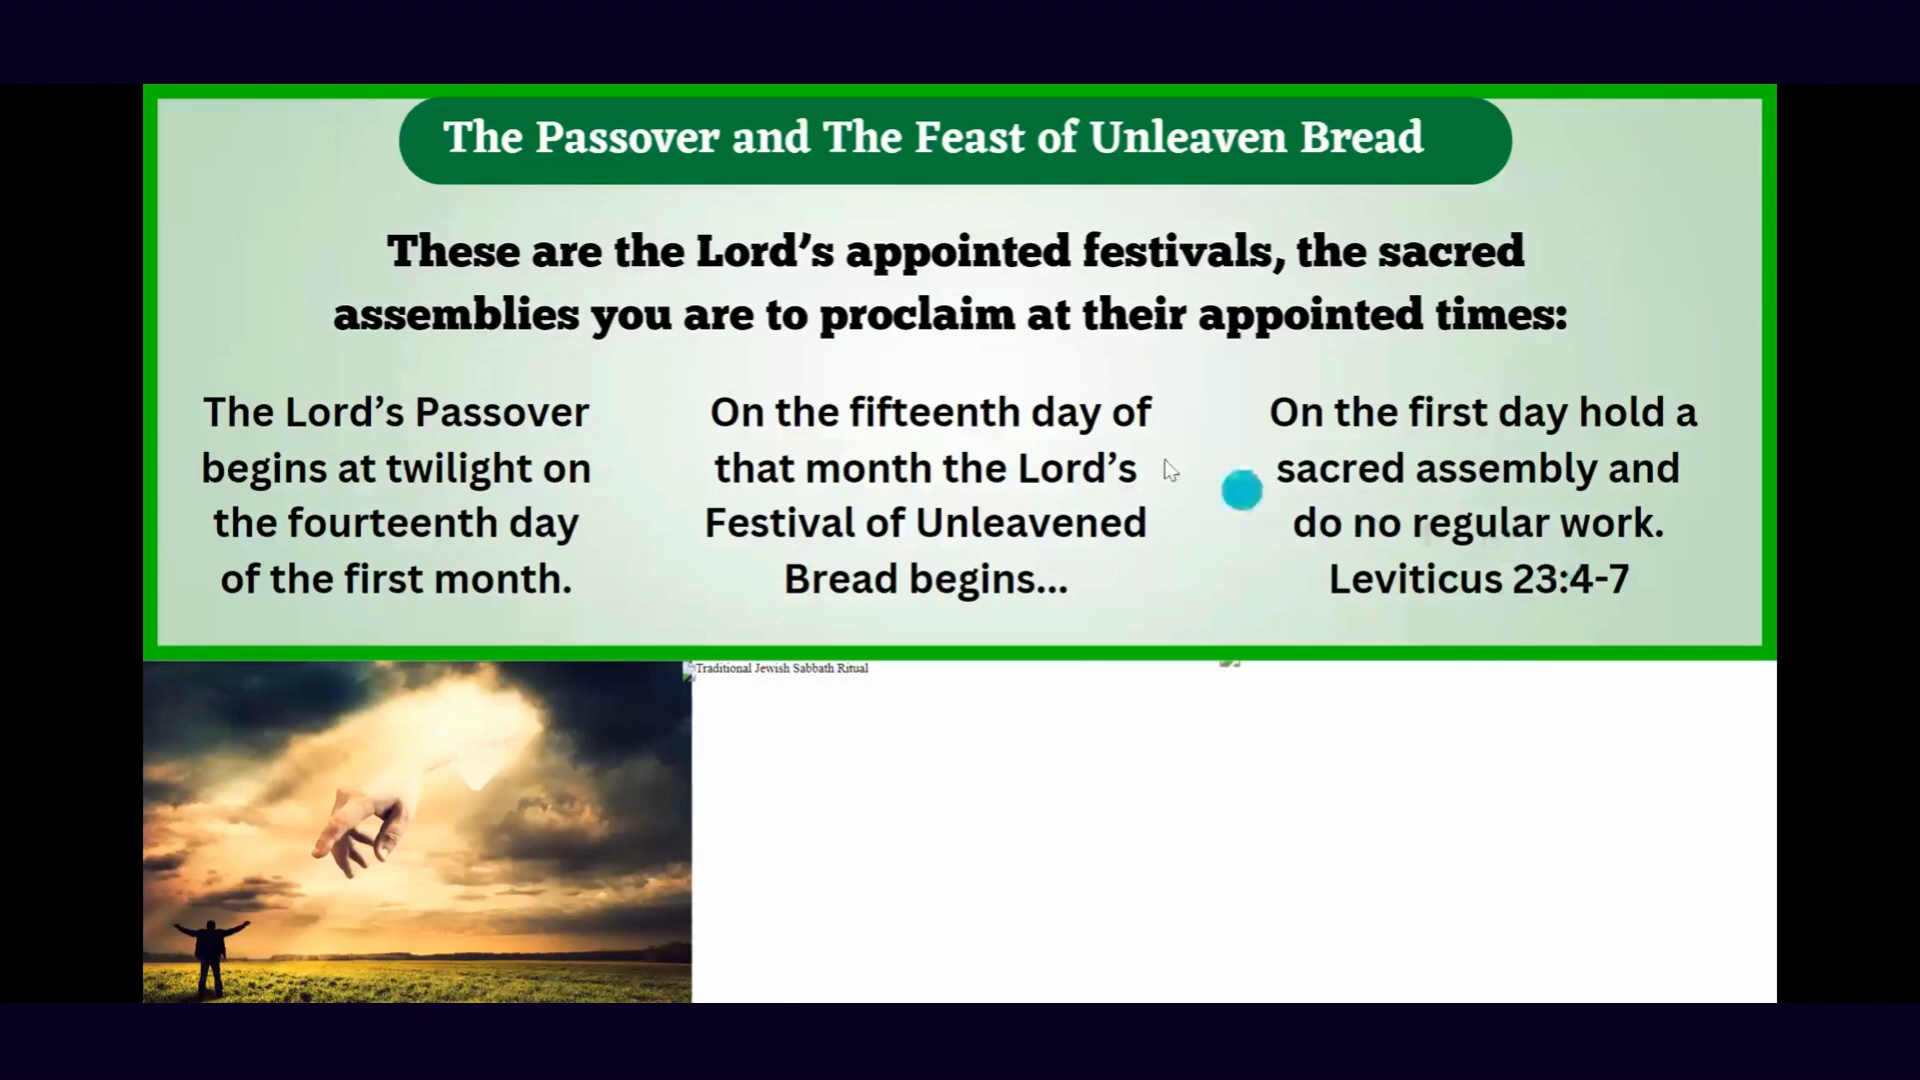 The Passover and The Feast of Unleaven Bread
These are the Lord’s appointed festivals, the sacred
assemblies you are to proclaim at their appointed times:
The Lord’s Passover
begins at twilight on
the fourteenth day
of the first month.
On the fifteenth day of
that month the Lord’s
Festival of Unleavened
Bread begins...
On the first day hold a
sacred assembly and
do no regular work.
Leviticus 23:4-7
Traditional Jewish Sabbath Ritual